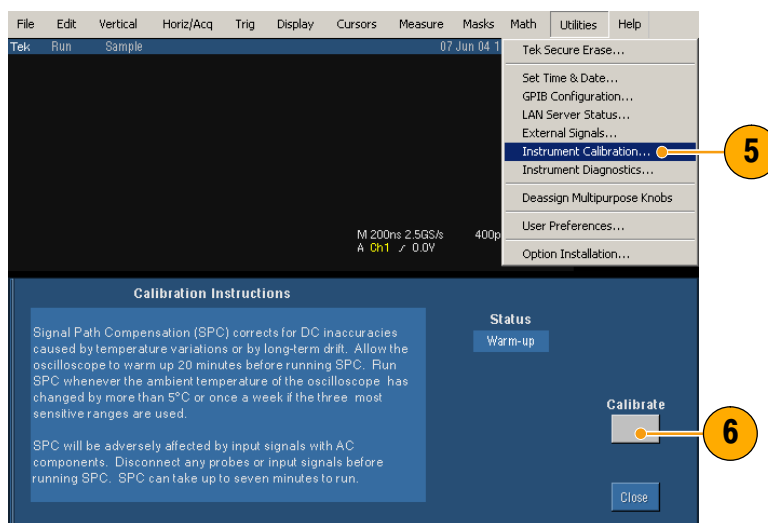 File Edit Vertical Horiz/Acq Trig Display Cursors Measure Masks Math Utilities Help
Tek Run Sample 07 Jun 04 1
Tek Secure Erase...
Set Time & Date...
GPIB Configuration...
LAN Server Status...
External Signals...
Instrument Calibration...
5
Instrument Diagnostics...
Deassign Multipurpose Knobs
User Preferences...
Option Installation...
M 200ns 2.5GS/s 400p
A Ch1 0.0V
Calibration Instructions
Signal Path Compensation (SPC) corrects for DC inaccuracies
caused by temperature variations or by long-term drift. Allow the
oscilloscope to warm up 20 minutes before running SPC. Run
SPC whenever the ambient temperature of the oscilloscope has
changed by more than 5°C or once a week if the three most
sensitive ranges are used.
SPC will be adversely affected by input signals with AC
components. Disconnect any probes or input signals before
running SPC. SPC can take up to seven minutes to run.
Status
Warm-up
Calibrate
6
Close